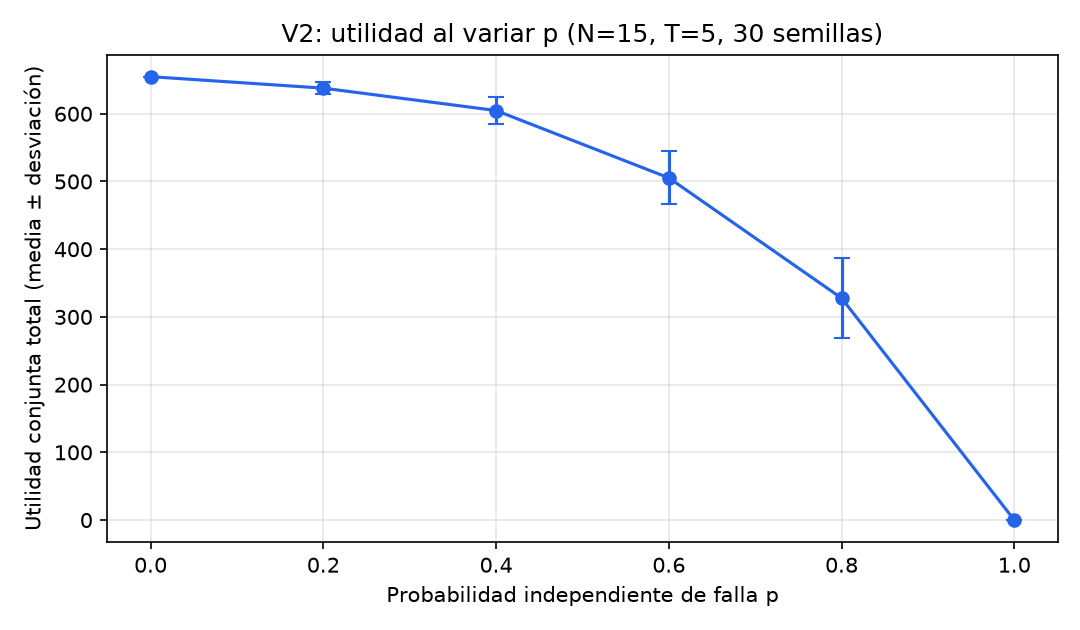 V2: utilidad al variar p (N=15, T=5, 30 semillas)
Utilidad conjunta total (media ± desviación)
600
500
400
300
200
100
0
0.0 0.2 0.4 0.6 0.8 1.0
Probabilidad independiente de falla p